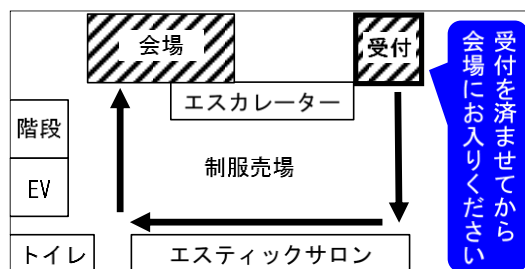 会場
受付
エスカレーター
階段
制服売場
EV
トイレ
エスティックサロン
受付を済ませてから
会場にお入りください